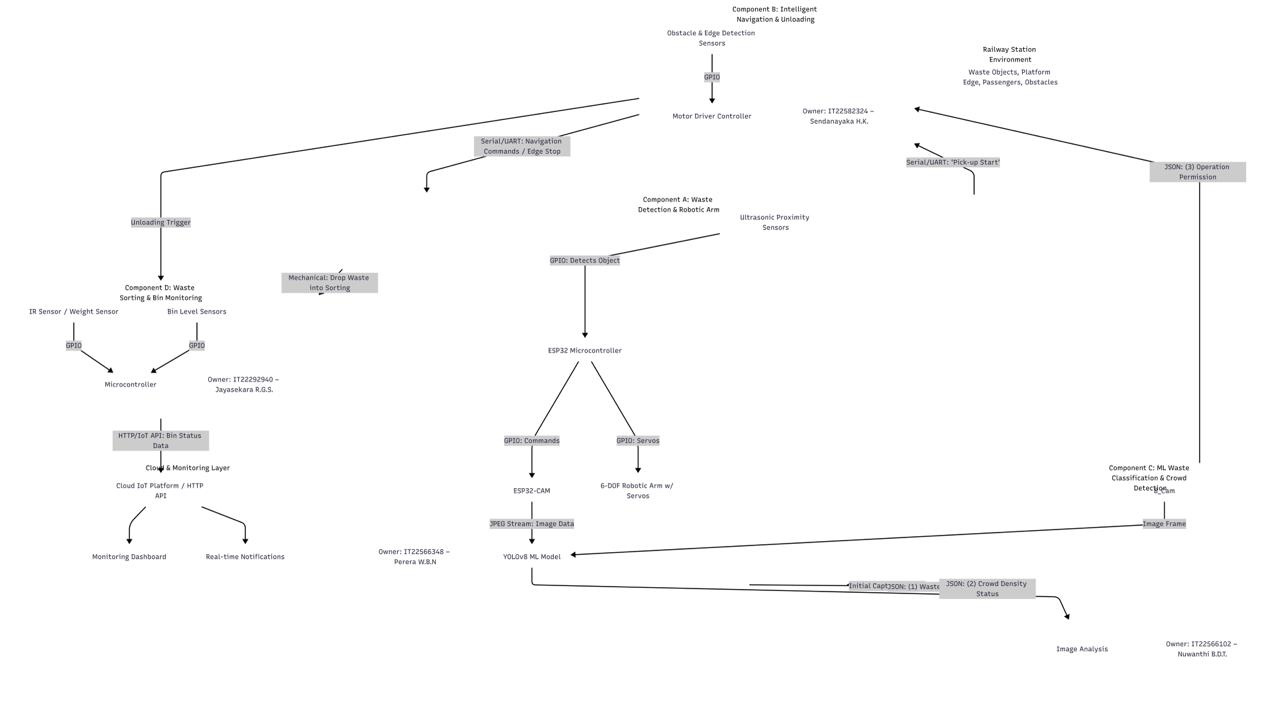 Component B: Intelligent
Navigation & Unloading
Obstacle & Edge Detection
Sensors
GPIO
Motor Driver Controller
Owner: IT22582324 –
Sendanayaka H.K.
Railway Station
Environment
Waste Objects, Platform
Edge, Passengers, Obstacles
Serial/UART: Navigation
Commands / Edge Stop
Serial/UART: 'Pick-up Start'
JSON: (3) Operation
Permission
Unloading Trigger
Component A: Waste
Detection & Robotic Arm
Ultrasonic Proximity
Sensors
GPIO: Detects Object
Mechanical: Drop Waste
into Sorting
Component D: Waste
Sorting & Bin Monitoring
IR Sensor / Weight Sensor
Bin Level Sensors
GPIO
GPIO
Microcontroller
Owner: IT22292940 –
Jayasekara R.G.S.
ESP32 Microcontroller
HTTP/IoT API: Bin Status
Data
Cloud & Monitoring Layer
Cloud IoT Platform / HTTP
API
Monitoring Dashboard
Real-time Notifications
GPIO: Commands
GPIO: Servos
ESP32-CAM
6-DOF Robotic Arm w/
Servos
JPEG Stream: Image Data
YOLOv8 ML Model
Owner: IT22566348 –
Perera W.B.N
Component C: ML Waste
Classification & Crowd
Detection
Cam
Image Frame
Initial Capt
JSON: (1) Waste
JSON: (2) Crowd Density
Status
Image Analysis
Owner: IT22566102 –
Nuwanthi B.D.T.